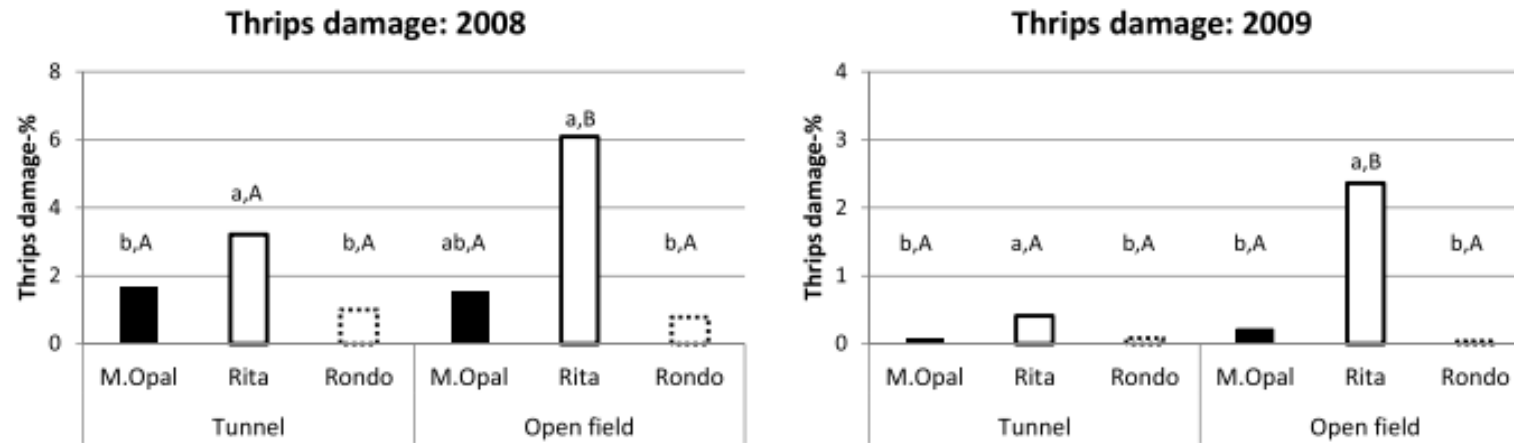 Thrips damage: 2008
Thrips damage-%
8
6
4
2
0
b,A
a,A
b,A
ab,A
a,B
b,A
M.Opal Rita Rondo M.Opal Rita Rondo
Tunnel Open field
Thrips damage: 2009
Thrips damage-%
4
3
2
1
0
b,A
a,A
b,A
b,A
a,B
b,A
M.Opal Rita Rondo M.Opal Rita Rondo
Tunnel Open field